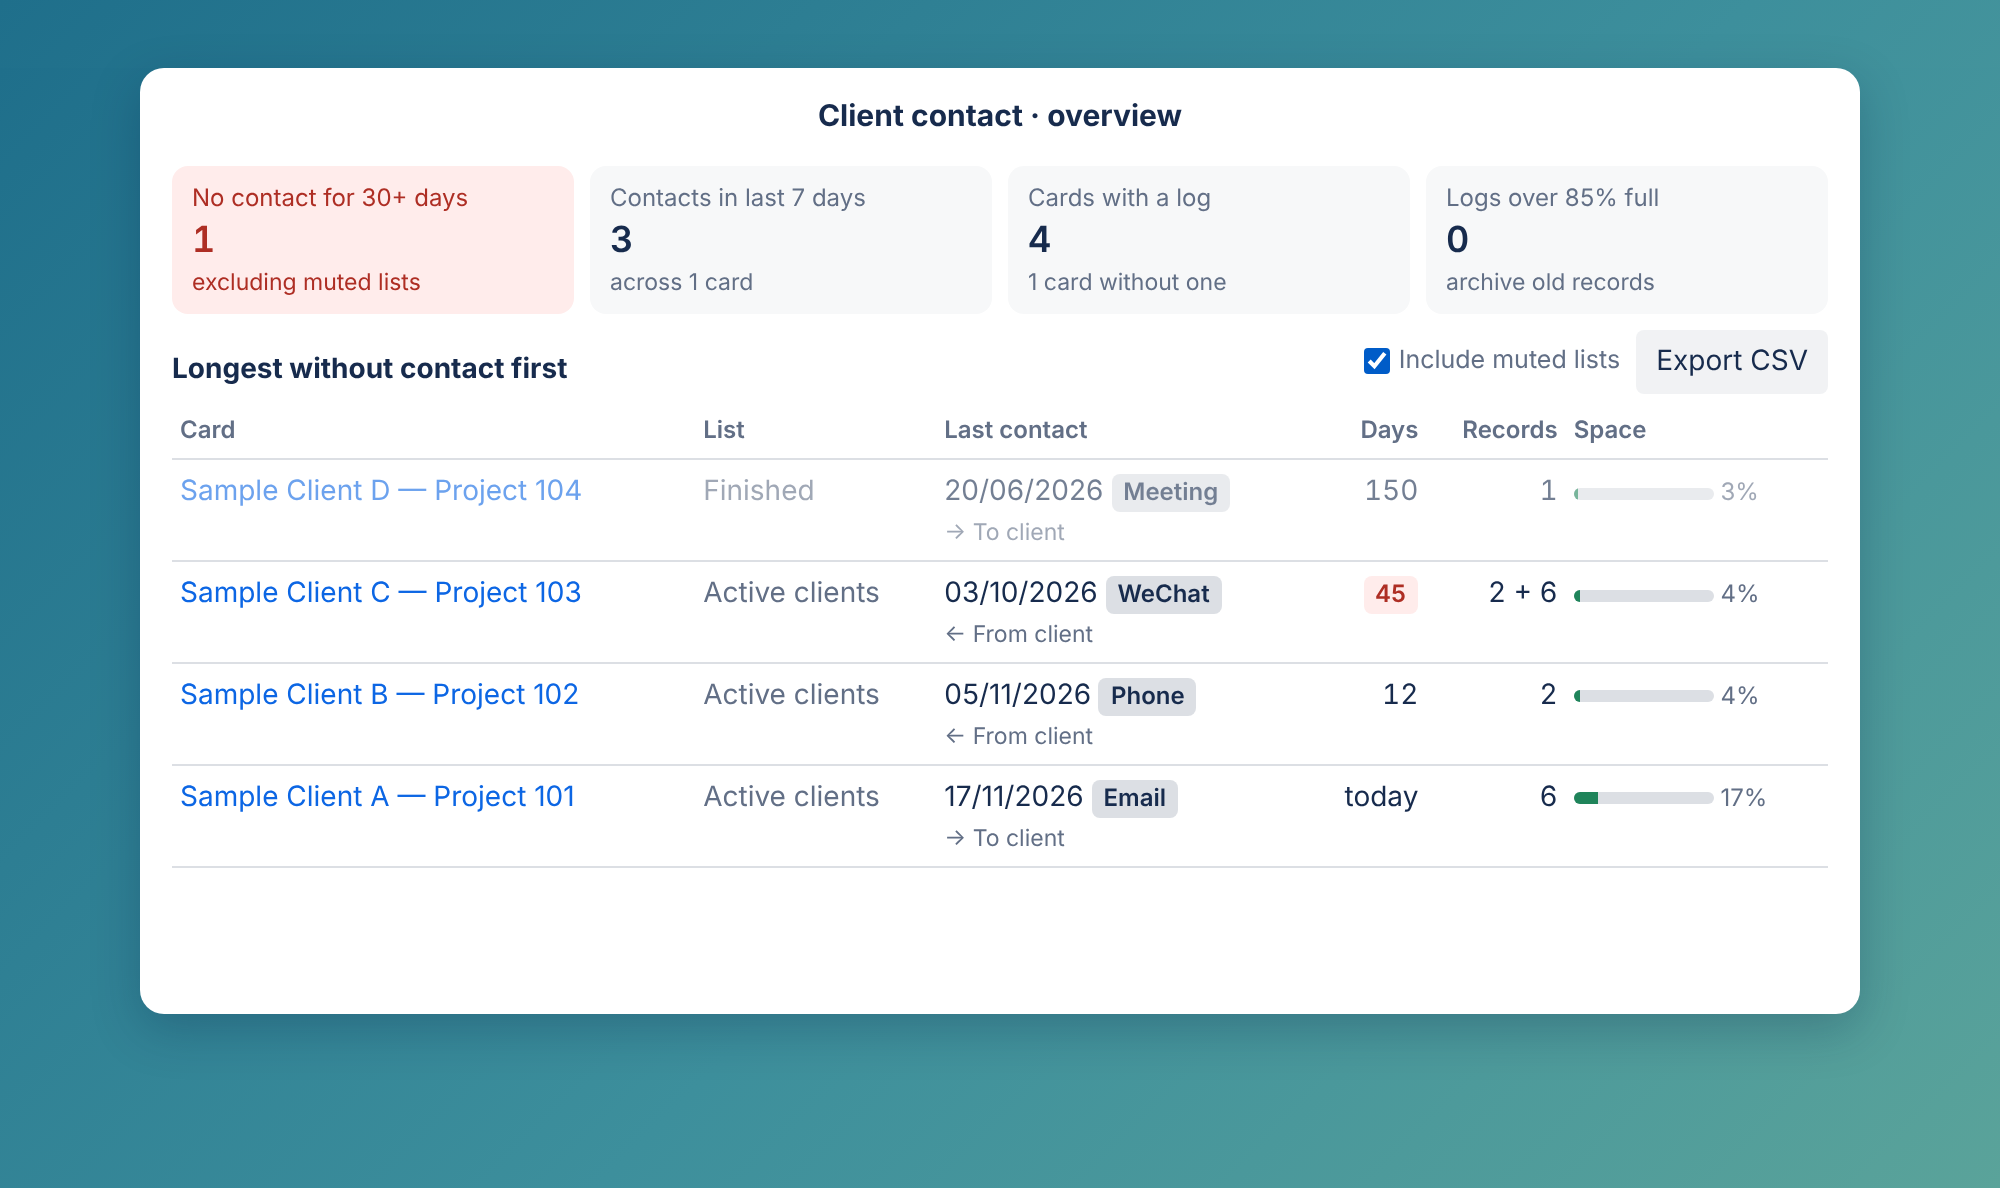 Client contact · overview
No contact for 30+ days
1
excluding muted lists
Contacts in last 7 days
3
across 1 card
Cards with a log
4
1 card without one
Logs over 85% full
0
archive old records
Longest without contact first
Include muted lists
Export CSV
Card List Last contact Days Records Space
Sample Client D — Project 104 Finished 20/06/2026 Meeting 150 1 3%
→ To client
Sample Client C — Project 103 Active clients 03/10/2026 WeChat 45 2 + 6 4%
← From client
Sample Client B — Project 102 Active clients 05/11/2026 Phone 12 2 4%
← From client
Sample Client A — Project 101 Active clients 17/11/2026 Email today 6 17%
→ To client